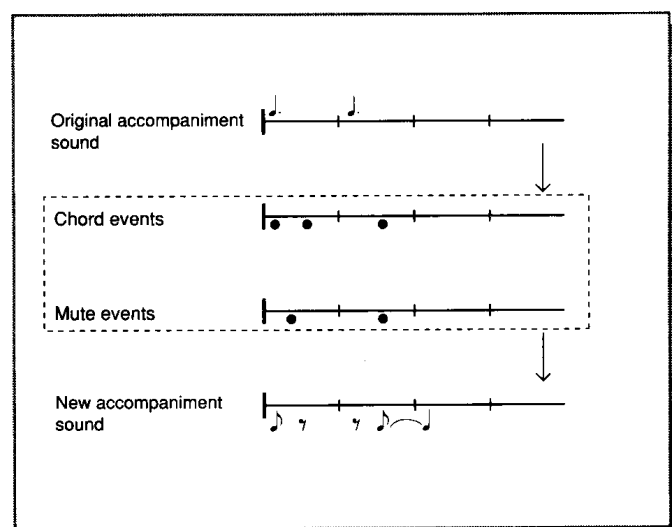 Original accompaniment
sound
Chord events
Mute events
New accompaniment
sound